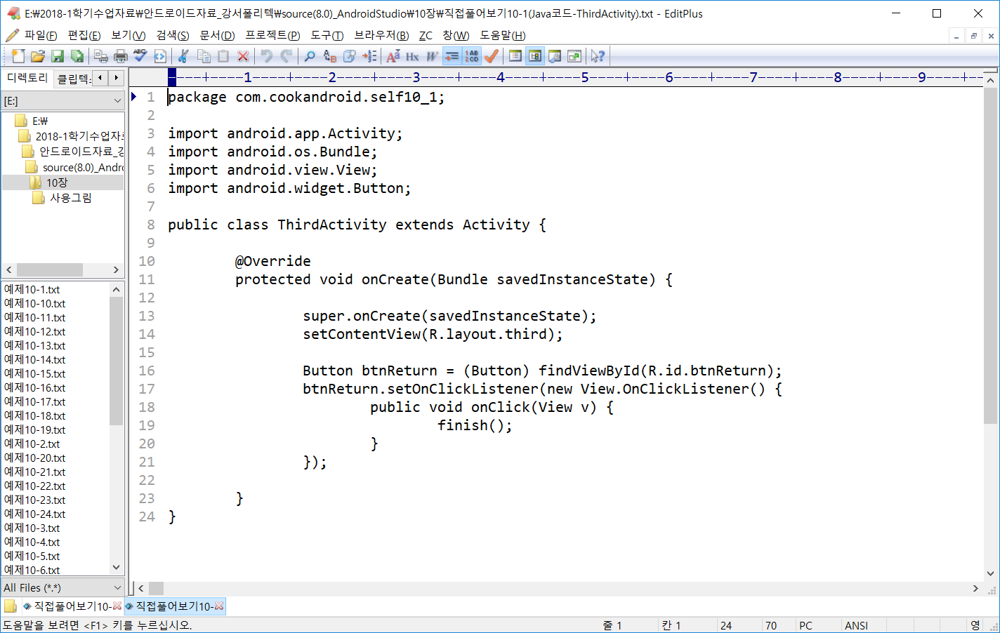 E:\2018-1학기수업자료\안드로이드자료_강서폴리텍\source(8.0)_AndroidStudio\10장\직접풀어보기10-1(Java코드-ThirdActivity).txt - EditPlus
파일(F) 편집(E) 보기(V) 검색(S) 문서(D) 프로젝트(P) 도구(T) 브라우저(B) ZC 창(W) 도움말(H)
디렉토리 클립텍
[E:]
E:\
2018-1학기수업자
안드로이드자료_강
source(8.0)_Andro
10장
사용그림
예제10-1.txt
예제10-10.txt
예제10-11.txt
예제10-12.txt
예제10-13.txt
예제10-14.txt
예제10-15.txt
예제10-16.txt
예제10-17.txt
예제10-18.txt
예제10-19.txt
예제10-2.txt
예제10-20.txt
예제10-21.txt
예제10-22.txt
예제10-23.txt
예제10-24.txt
예제10-3.txt
예제10-4.txt
예제10-5.txt
예제10-6.txt
All Files (*.*)
----+----1----+----2----+----3----+----4----+----5----+----6----+----7----+----8----+----9----+--
1 package com.cookandroid.self10_1;
2
3 import android.app.Activity;
4 import android.os.Bundle;
5 import android.view.View;
6 import android.widget.Button;
7
8 public class ThirdActivity extends Activity {
9
10 @Override
11 protected void onCreate(Bundle savedInstanceState) {
12
13 super.onCreate(savedInstanceState);
14 setContentView(R.layout.third);
15
16 Button btnReturn = (Button) findViewById(R.id.btnReturn);
17 btnReturn.setOnClickListener(new View.OnClickListener() {
18 public void onClick(View v) {
19 finish();
20 }
21 });
22
23 }
24 }
직접풀어보기10- 직접풀어보기10-
도움말을 보려면 <F1> 키를 누르십시오. 줄 1 칸 1 24 70 PC ANSI 영